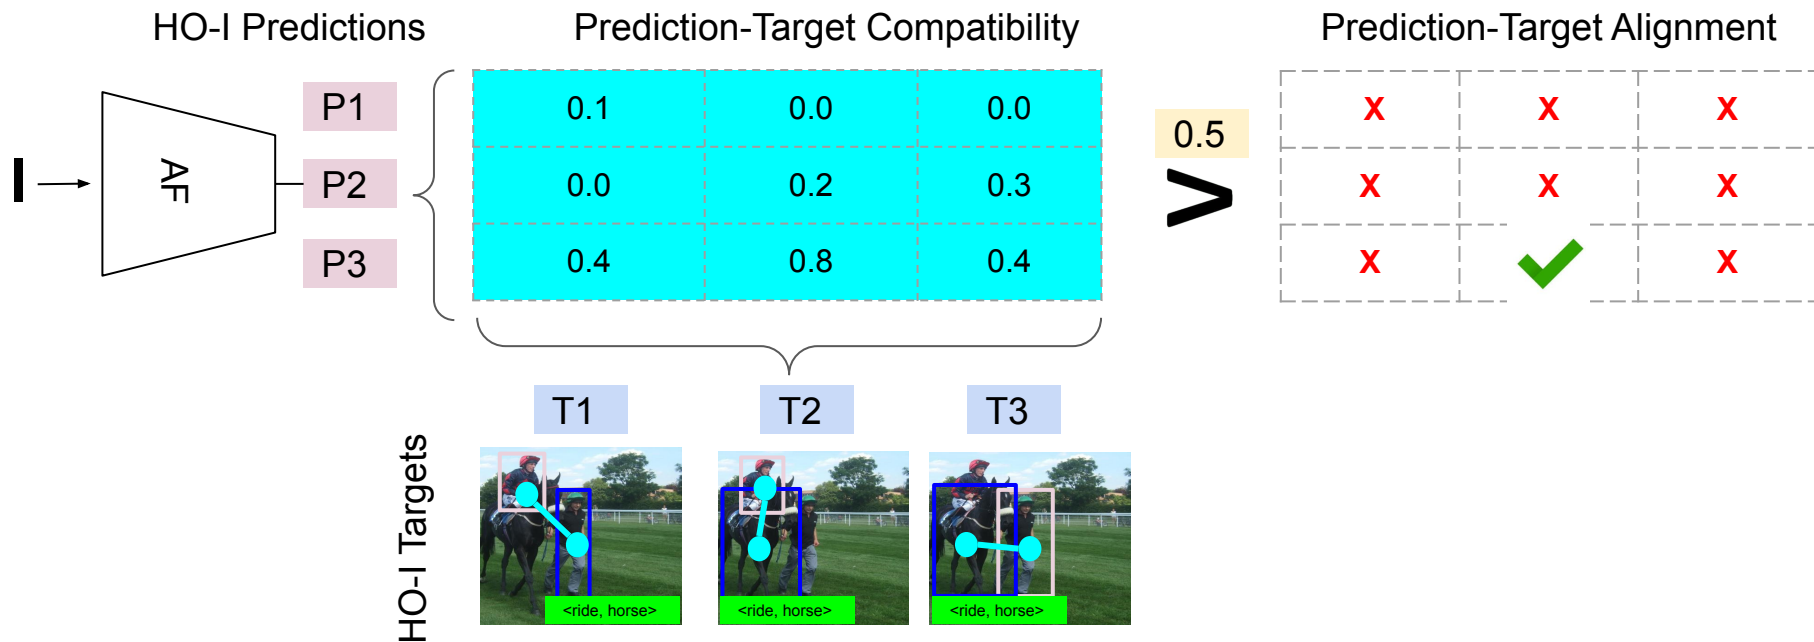 HO-I Predictions
Prediction-Target Compatibility
Prediction-Target Alignment
I
AF
P1
P2
P3
0.1 0.0 0.0
0.0 0.2 0.3
0.4 0.8 0.4
0.5
>
X X X
X X X
X X
HO-I Targets
T1 T2 T3
<ride, horse> <ride, horse> <ride, horse>